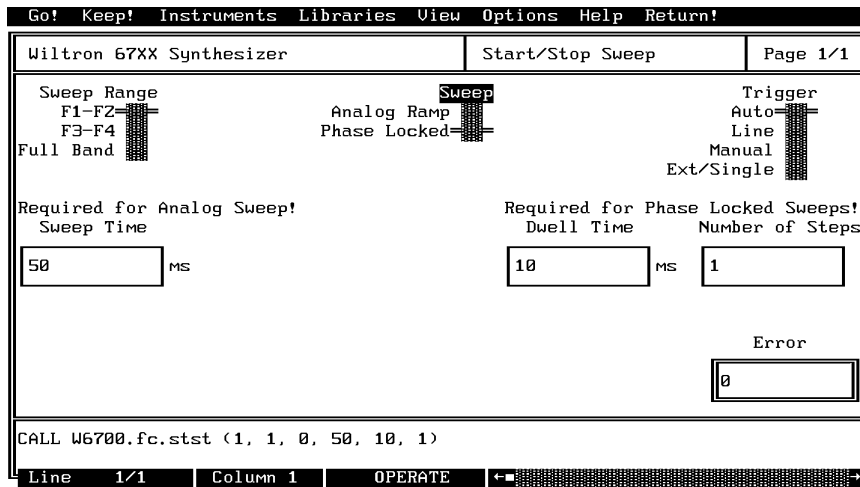 Go! Keep! Instruments Libraries View Options Help Return!
Wiltron 67XX Synthesizer
Start/Stop Sweep
Page 1/1
Sweep Range
F1-F2
F3-F4
Full Band
Sweep
Analog Ramp
Phase Locked
Trigger
Auto
Line
Manual
Ext/Single
Required for Analog Sweep!
Sweep Time
50 ms
Required for Phase Locked Sweeps!
Dwell Time
10 ms
Number of Steps
1
Error
0
CALL W6700.fc.stst (1, 1, 0, 50, 10, 1)
Line 1/1 Column 1 OPERATE